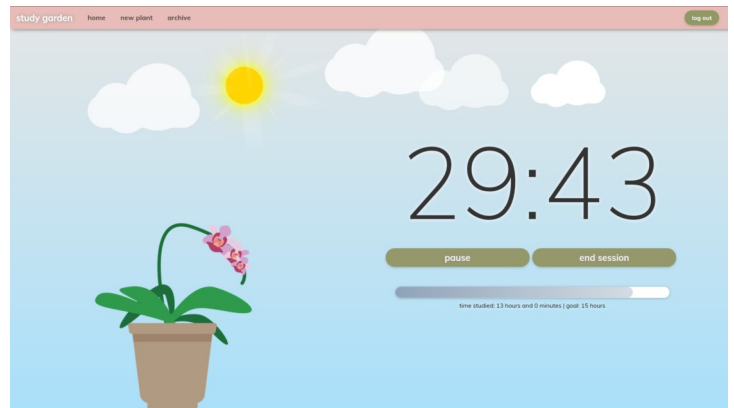 study garden home new plant archive log out
29:43
pause end session
time studied: 13 hours and 0 minutes | goal: 15 hours